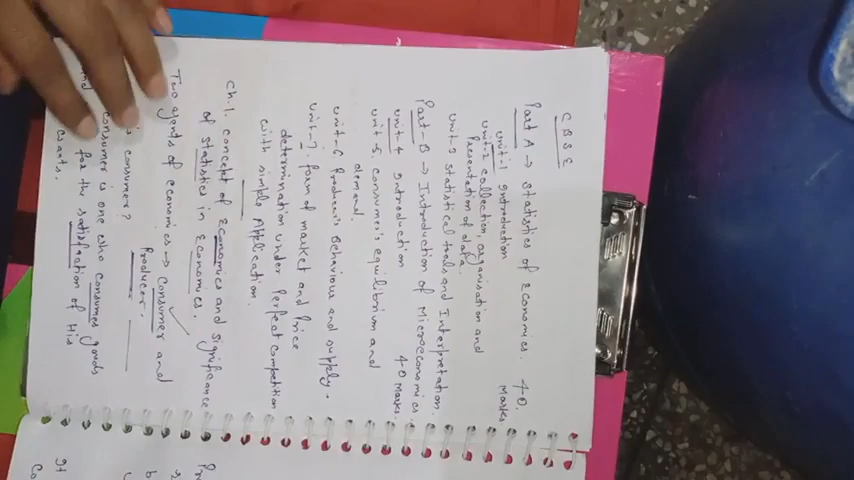 CBSE
Part A → Statistics of Economics. 40.
Marks
unit-1 Introduction
unit-2 collection, organisation and
Presentation of data.
unit-3 Statistical tools and Interpretation.
Part-B → Introduction of Microeconomics
unit-4 Introduction 40 Marks.
unit-5. consumer's equilibrium and
demand.
unit-6 Producer's Behaviour and supply.
unit-7. form of market and Price
determination under Perfect competition
with simple Application.
Ch.1. concept of Economics and significance
of statistics in Economics.
Two agents of economics → consumer and
Producer.
is consumer?
consumer is one who consumes goods
and for the satisfaction of His
wants.